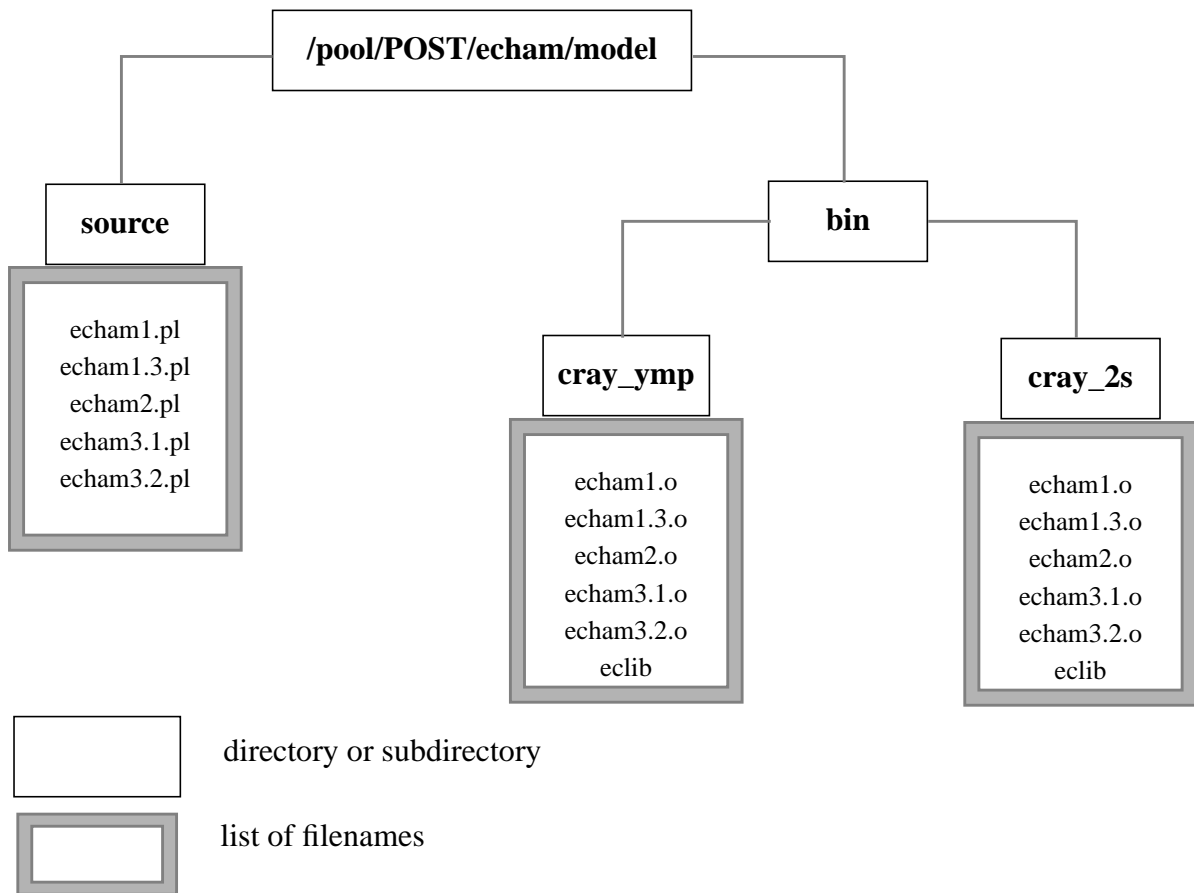 /pool/POST/echam/model
source
echam1.pl
echam1.3.pl
echam2.pl
echam3.1.pl
echam3.2.pl
bin
cray_ymp
echam1.o
echam1.3.o
echam2.o
echam3.1.o
echam3.2.o
eclib
cray_2s
echam1.o
echam1.3.o
echam2.o
echam3.1.o
echam3.2.o
eclib
directory or subdirectory
list of filenames